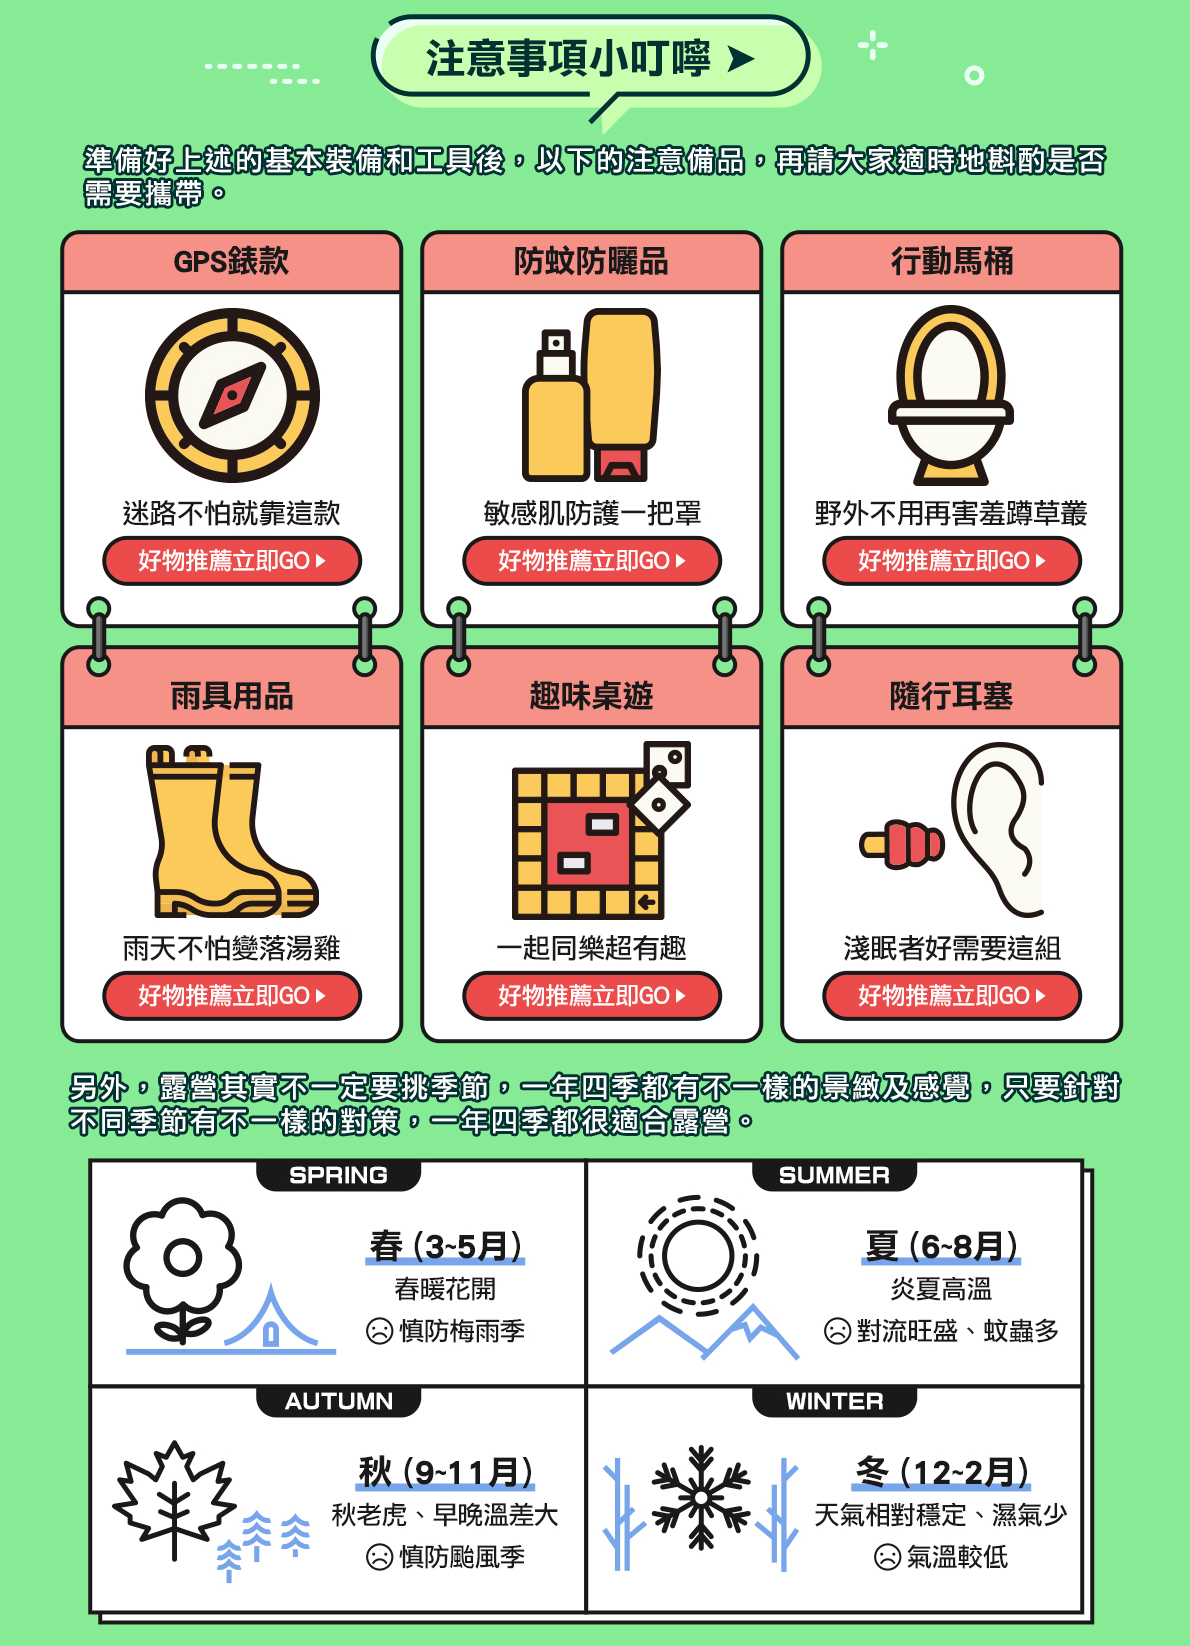 注意事項小叮嚀 ➤
準備好上述的基本裝備和工具後，以下的注意備品，再請大家適時地斟酌是否
需要攜帶。
GPS錶款
迷路不怕就靠這款
好物推薦立即GO
防蚊防曬品
敏感肌防護一把罩
好物推薦立即GO
行動馬桶
野外不用再害羞蹲草叢
好物推薦立即GO
雨具用品
雨天不怕變落湯雞
好物推薦立即GO
趣味桌遊
一起同樂超有趣
好物推薦立即GO
隨行耳塞
淺眠者好需要這組
好物推薦立即GO
另外，露營其實不一定要挑季節，一年四季都有不一樣的景緻及感覺，只要針對
不同季節有不一樣的對策，一年四季都很適合露營。
SPRING
春 (3~5月)
春暖花開
慎防梅雨季
SUMMER
夏 (6~8月)
炎夏高溫
對流旺盛、蚊蟲多
AUTUMN
秋 (9~11月)
秋老虎、早晚溫差大
慎防颱風季
WINTER
冬 (12~2月)
天氣相對穩定、濕氣少
氣溫較低